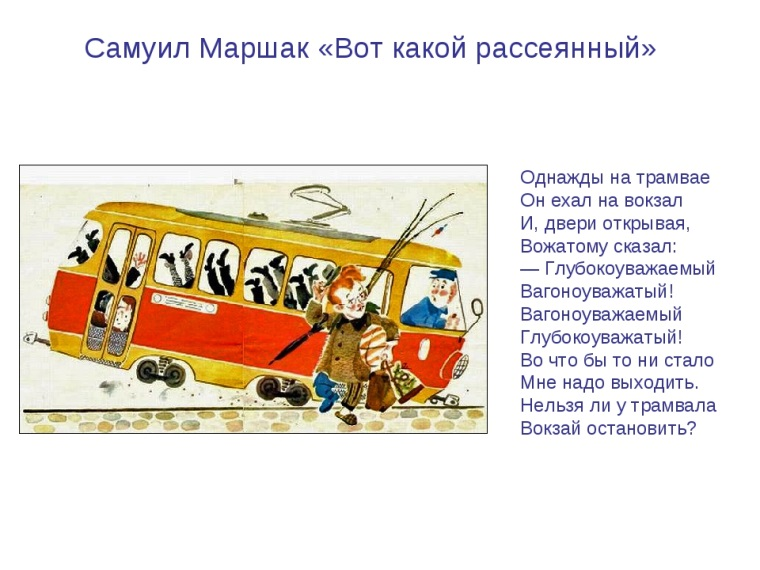 Самуил Маршак «Вот какой рассеянный»
Однажды на трамвае
Он ехал на вокзал
И, двери открывая,
Вожатому сказал:
— Глубокоуважаемый
Вагоноуважатый!
Вагоноуважаемый
Глубокоуважатый!
Во что бы то ни стало
Мне надо выходить.
Нельзя ли у трамвала
Вокзай остановить?